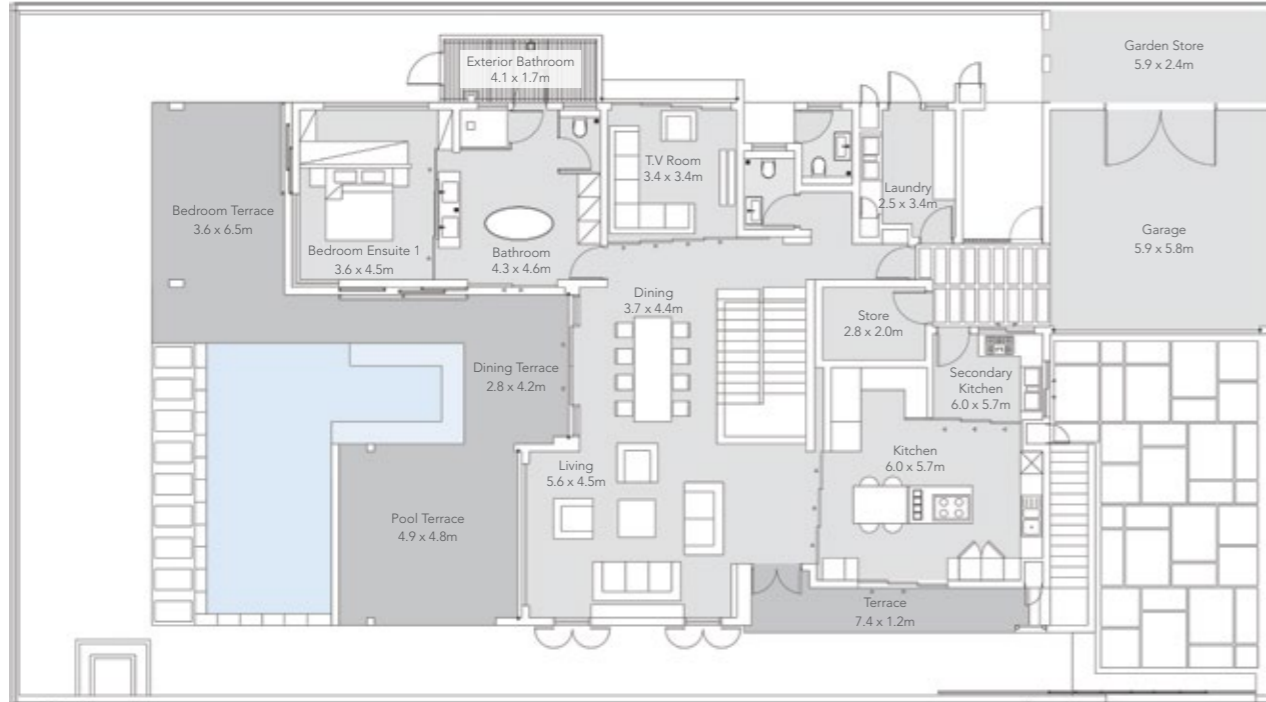 Exterior Bathroom
4.1 x 1.7m
Garden Store
5.9 x 2.4m
T.V Room
3.4 x 3.4m
Laundry
2.5 x 3.4m
Bedroom Terrace
3.6 x 6.5m
Bedroom Ensuite 1
3.6 x 4.5m
Bathroom
4.3 x 4.6m
Garage
5.9 x 5.8m
Dining
3.7 x 4.4m
Store
2.8 x 2.0m
Dining Terrace
2.8 x 4.2m
Secondary
Kitchen
6.0 x 5.7m
Living
5.6 x 4.5m
Kitchen
6.0 x 5.7m
Pool Terrace
4.9 x 4.8m
Terrace
7.4 x 1.2m